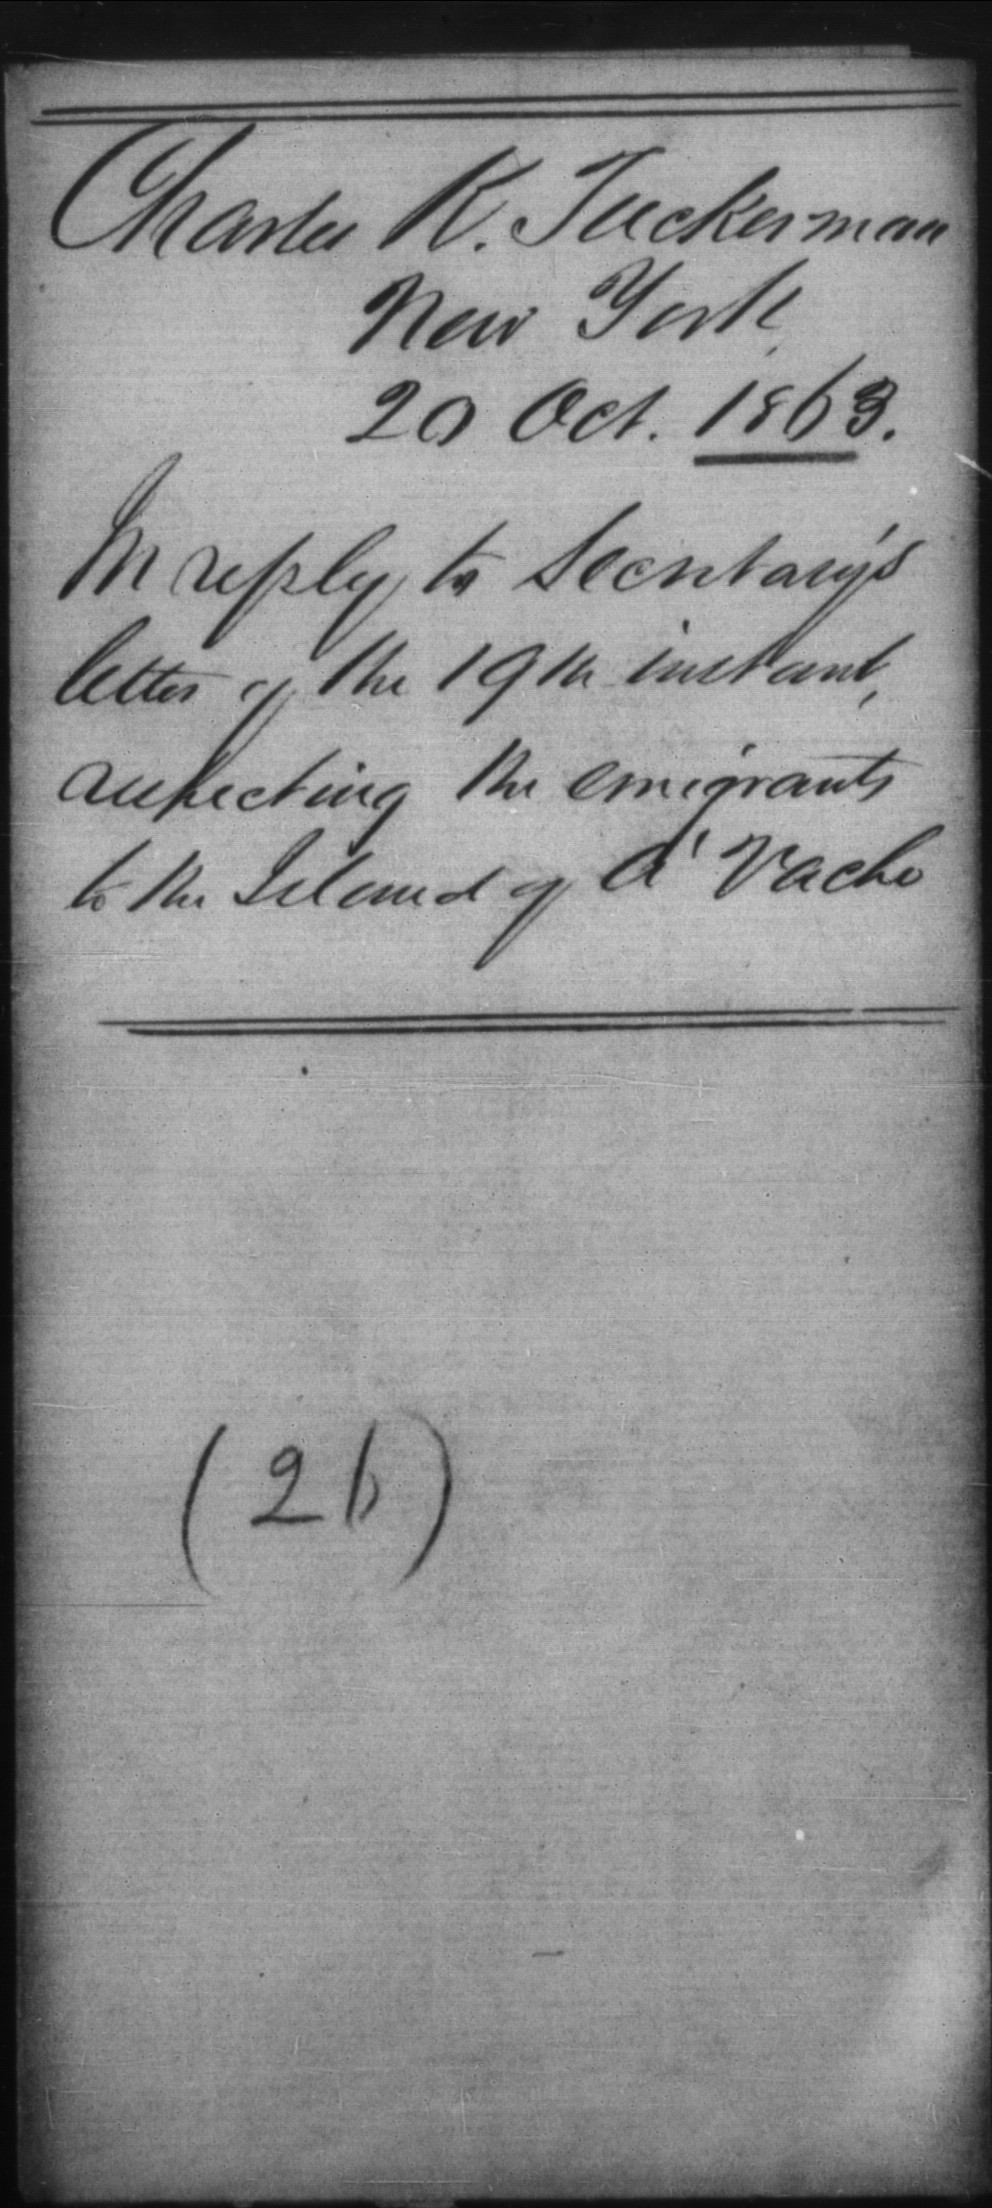 Charles K. Tuckerman
New York
20 Oct. 1863.
In reply to Secretary's
letter of the 19th instant,
respecting the emigrants
to the Island of A' Vache
(26)